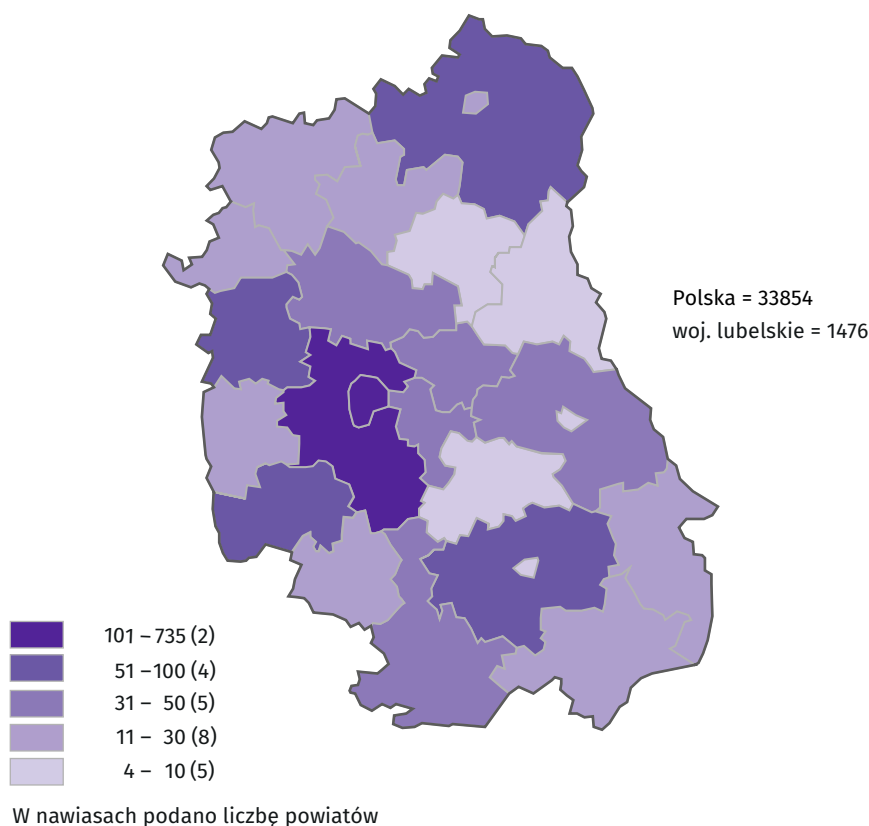 Polska = 33854
woj. lubelskie = 1476
101 – 735 (2)
51 – 100 (4)
31 – 50 (5)
11 – 30 (8)
4 – 10 (5)
W nawiasach podano liczbę powiatów